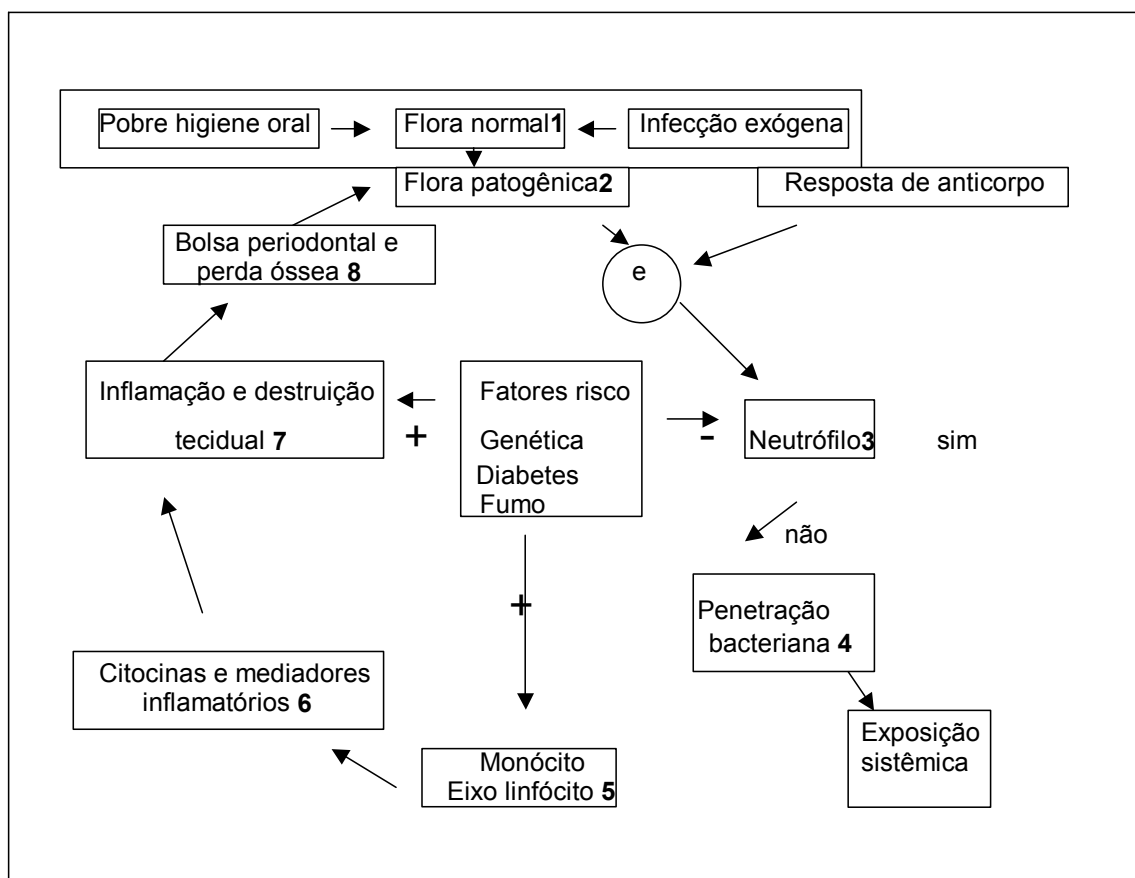 Pobre higiene oral
Flora normal1
Infecção exógena
Flora patogênica2
Resposta de anticorpo
Bolsa periodontal e
perda óssea 8
e
Inflamação e destruição
tecidual 7
+
Fatores risco
Genética
Diabetes
Fumo
-
Neutrófilo3
sim
não
+
Penetração
bacteriana 4
Citocinas e mediadores
inflamatórios 6
Exposição
sistêmica
Monócito
Eixo linfócito 5